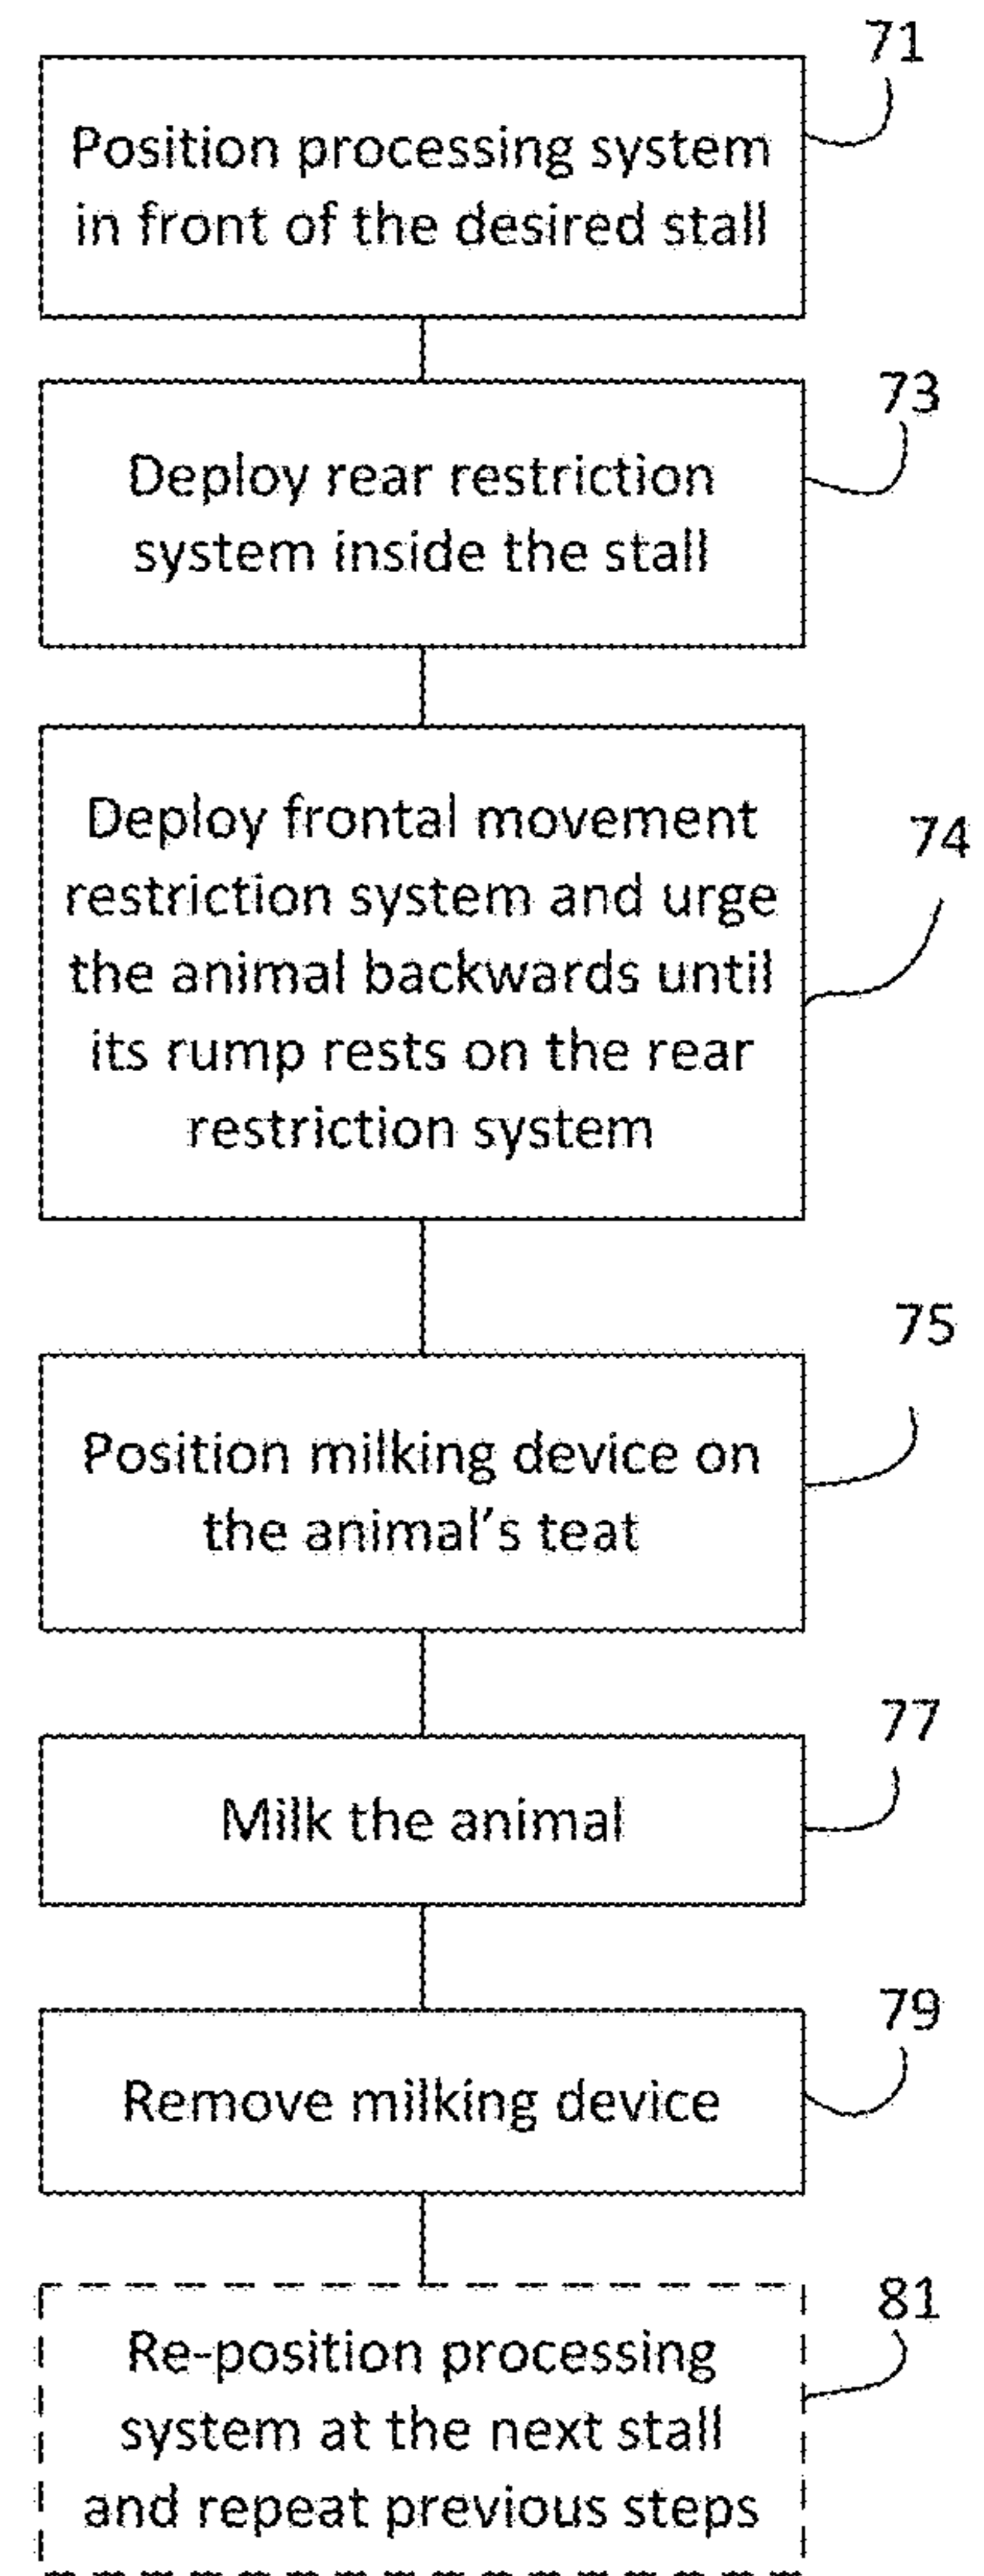 71
Position processing system
in front of the desired stall
73
Deploy rear restriction
system inside the stall
74
Deploy frontal movement
restriction system and urge
the animal backwards until
its rump rests on the rear
restriction system
75
Position milking device on
the animal's teat
77
Milk the animal
79
Remove milking device
81
Re-position processing
system at the next stall
and repeat previous steps